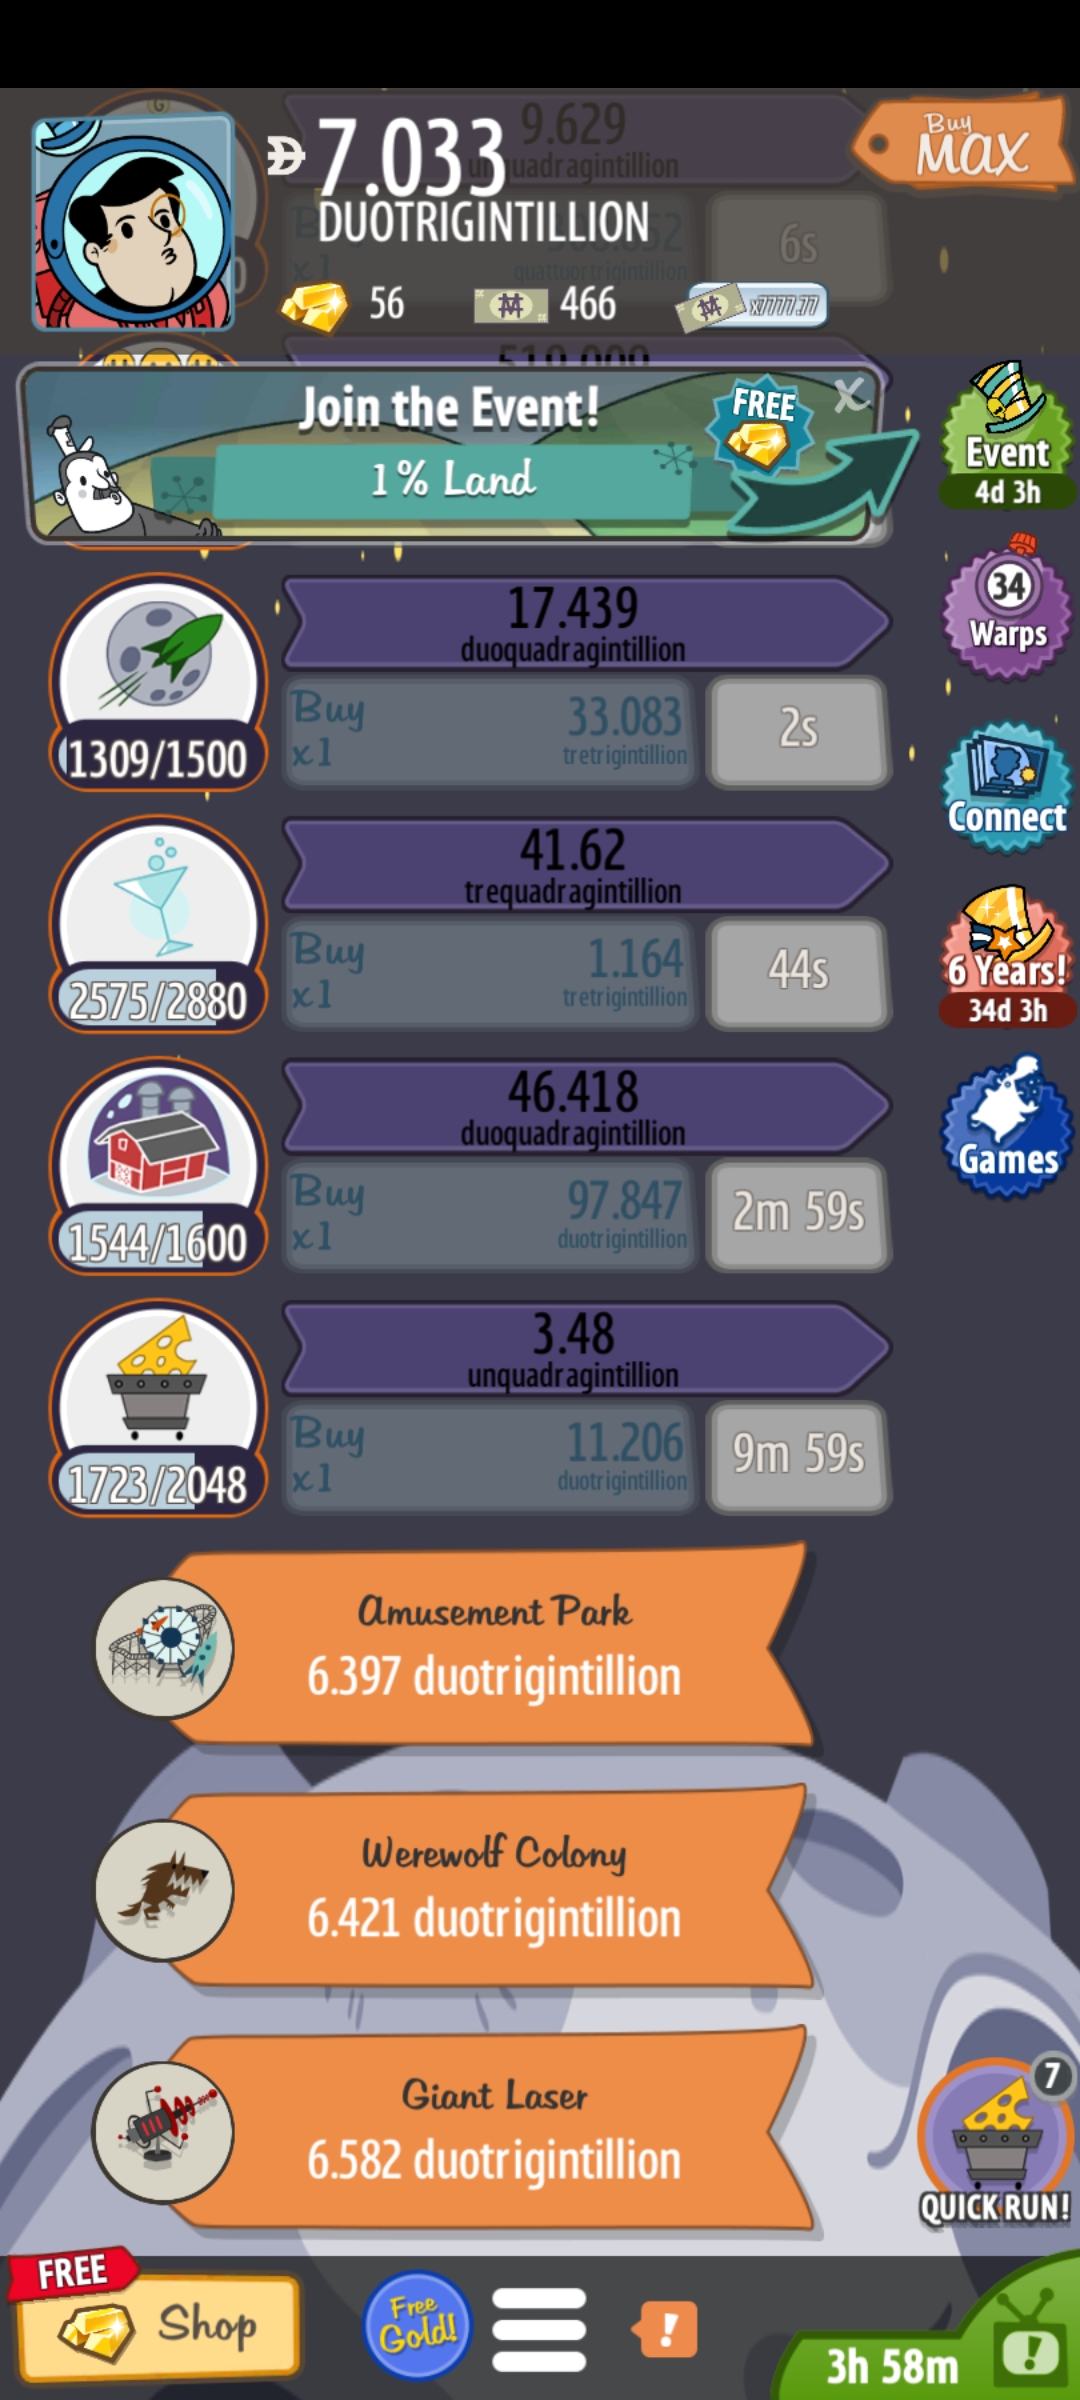 9.629
unquadragintillion
7.033
DUOTRIGINTILLION
Buy
MAX
x1
quattuortrigintillion
6s
56
466
x7777.77
519.009
Join the Event!
FREE
x
1% Land
Event
4d 3h
34
Warps
17.439
duoquadragintillion
Buy
x1
33.083
tretrigintillion
2s
1309/1500
Connect
41.62
trequadragintillion
Buy
x1
1.164
tretrigintillion
44s
2575/2880
6 Years!
34d 3h
46.418
duoquadragintillion
Buy
x1
97.847
duotrigintillion
2m 59s
1544/1600
Games
3.48
unquadragintillion
Buy
x1
11.206
duotrigintillion
9m 59s
1723/2048
Amusement Park
6.397 duotrigintillion
Werewolf Colony
6.421 duotrigintillion
Giant Laser
6.582 duotrigintillion
7
QUICK RUN!
FREE
Shop
Free
Gold!
!
3h 58m
!